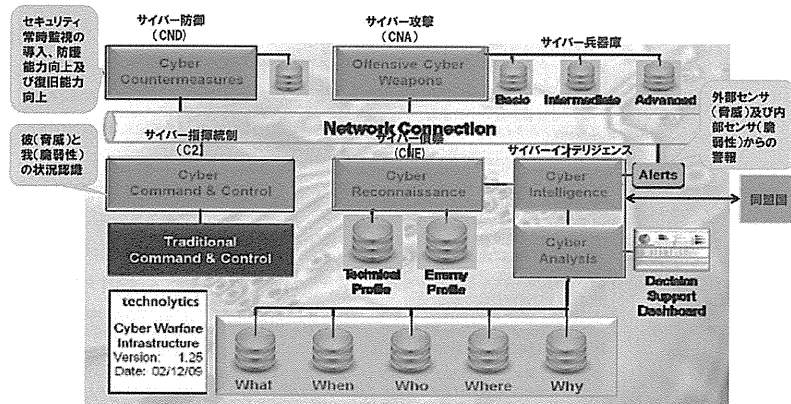 セキュリティ
常時監視の
導入、防護
能力向上及
び復旧能力
向上
サイバー防御
(CND)
Cyber
Countermeasures
サイバー攻撃
(CNA)
Offensive Cyber
Weapons
サイバー兵器庫
Basic
Intermediate
Advanced
外部センサ
(脅威)及び内
部センサ(脆
弱性)からの
警報
Network Connection
彼(脅威)と
我(脆弱性)
の状況認識
サイバー指揮統制
(C2)
Cyber
Command & Control
Traditional
Command & Control
サイバー偵察
(CNE)
Cyber
Reconnaissance
Technical
Profile
Enemy
Profile
サイバーインテリジェンス
Cyber
Intelligence
Cyber
Analysis
Alerts
同盟国
Decision
Support
Dashboard
technolytics
Cyber Warfare
Infrastructure
Version: 1.25
Date: 02/12/09
What
When
Who
Where
Why